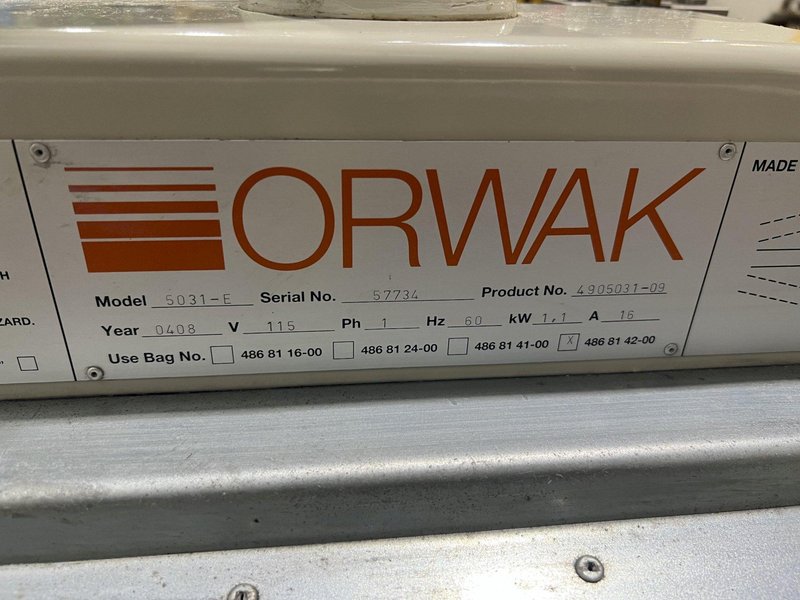 ORWAK
MADE
Model 5031-E Serial No. 57734 Product No. 4905031-09
Year 0408 V 115 Ph 1 Hz 60 kW 1,1 A 16
Use Bag No. 486 81 16-00 486 81 24-00 486 81 41-00 X 486 81 42-00